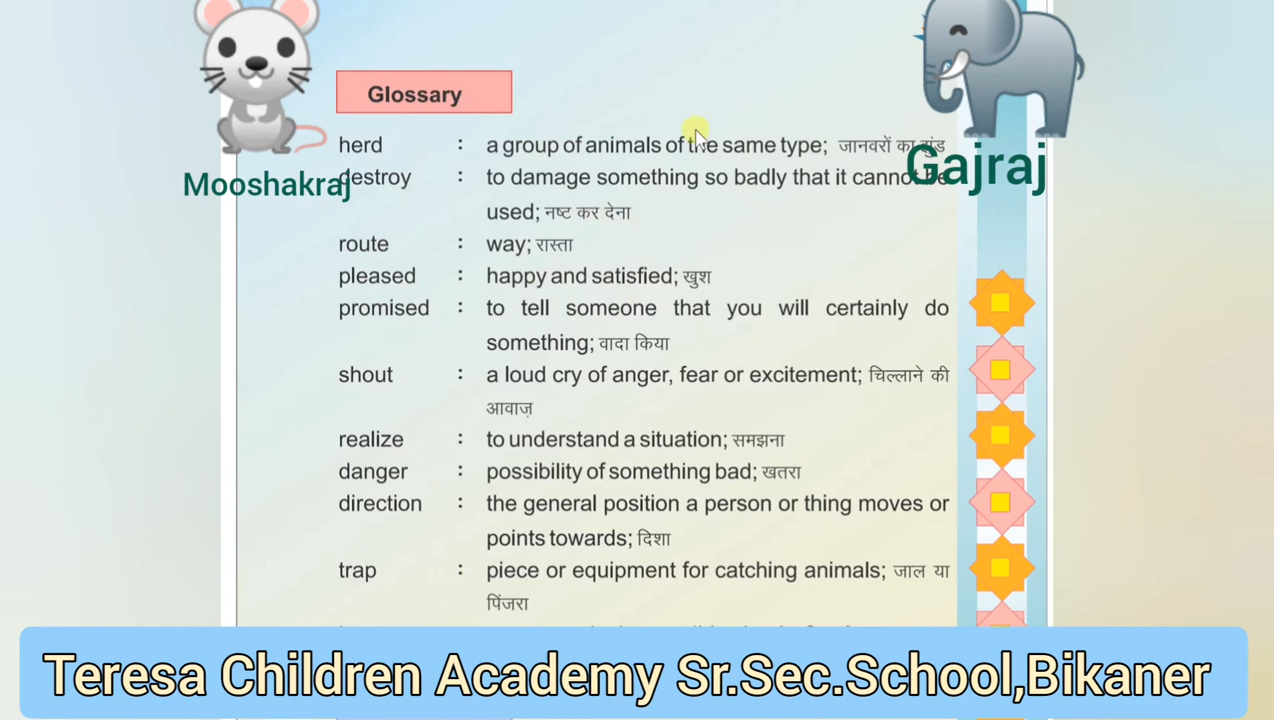 Glossary
herd : a group of animals of the same type; जानवरों का झुंड
Mooshakraj
Gajraj
destroy : to damage something so badly that it cannot be
used; नष्ट कर देना
route : way; रास्ता
pleased : happy and satisfied; खुश
promised : to tell someone that you will certainly do
something; वादा किया
shout : a loud cry of anger, fear or excitement; चिल्लाने की
आवाज़
realize : to understand a situation; समझना
danger : possibility of something bad; खतरा
direction : the general position a person or thing moves or
points towards; दिशा
trap : piece or equipment for catching animals; जाल या
पिंजरा
Teresa Children Academy Sr.Sec.School,Bikaner